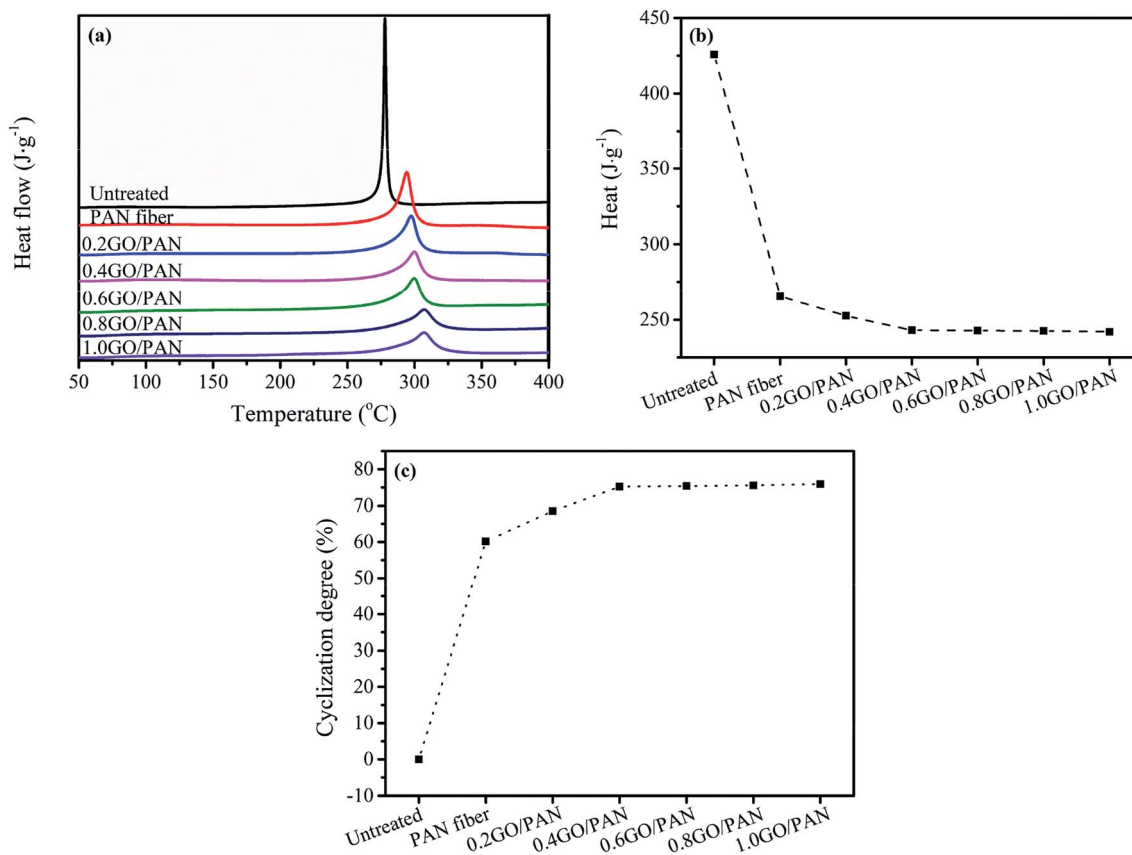 (a)
Heat flow (J·g-1)
Untreated
PAN fiber
0.2GO/PAN
0.4GO/PAN
0.6GO/PAN
0.8GO/PAN
1.0GO/PAN
50 100 150 200 250 300 350 400
Temperature (oC)
(b)
Heat (J·g-1)
450
400
350
300
250
Untreated
PAN fiber
0.2GO/PAN
0.4GO/PAN
0.6GO/PAN
0.8GO/PAN
1.0GO/PAN
(c)
Cyclization degree (%)
80
70
60
50
40
30
20
10
0
-10
Untreated
PAN fiber
0.2GO/PAN
0.4GO/PAN
0.6GO/PAN
0.8GO/PAN
1.0GO/PAN